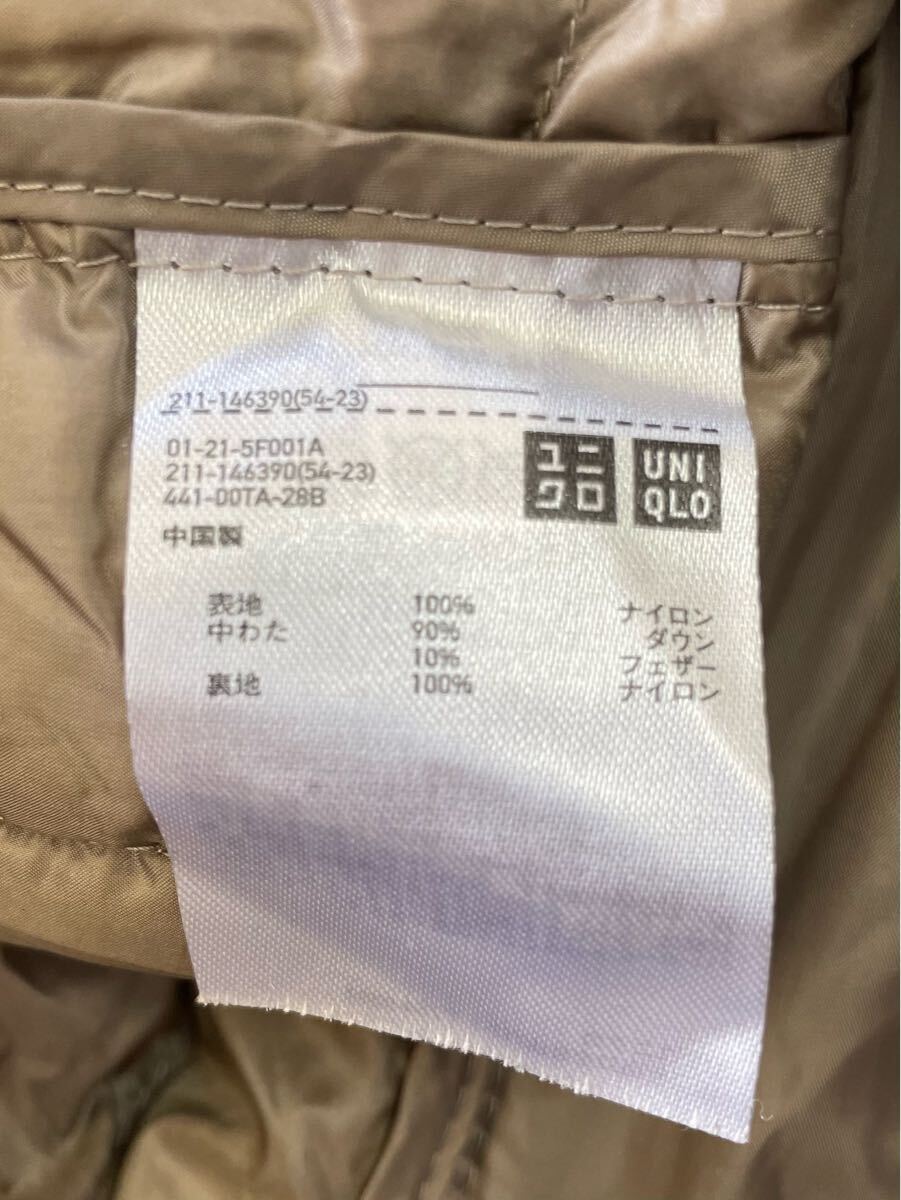 211-146390(54-23)
01-21-5F001A
211-146390(54-23)
441-00TA-28B
中国製
ユニ
クロ
UNI
QLO
表地 100% ナイロン
中わた 90% ダウン
10% フェザー
裏地 100% ナイロン